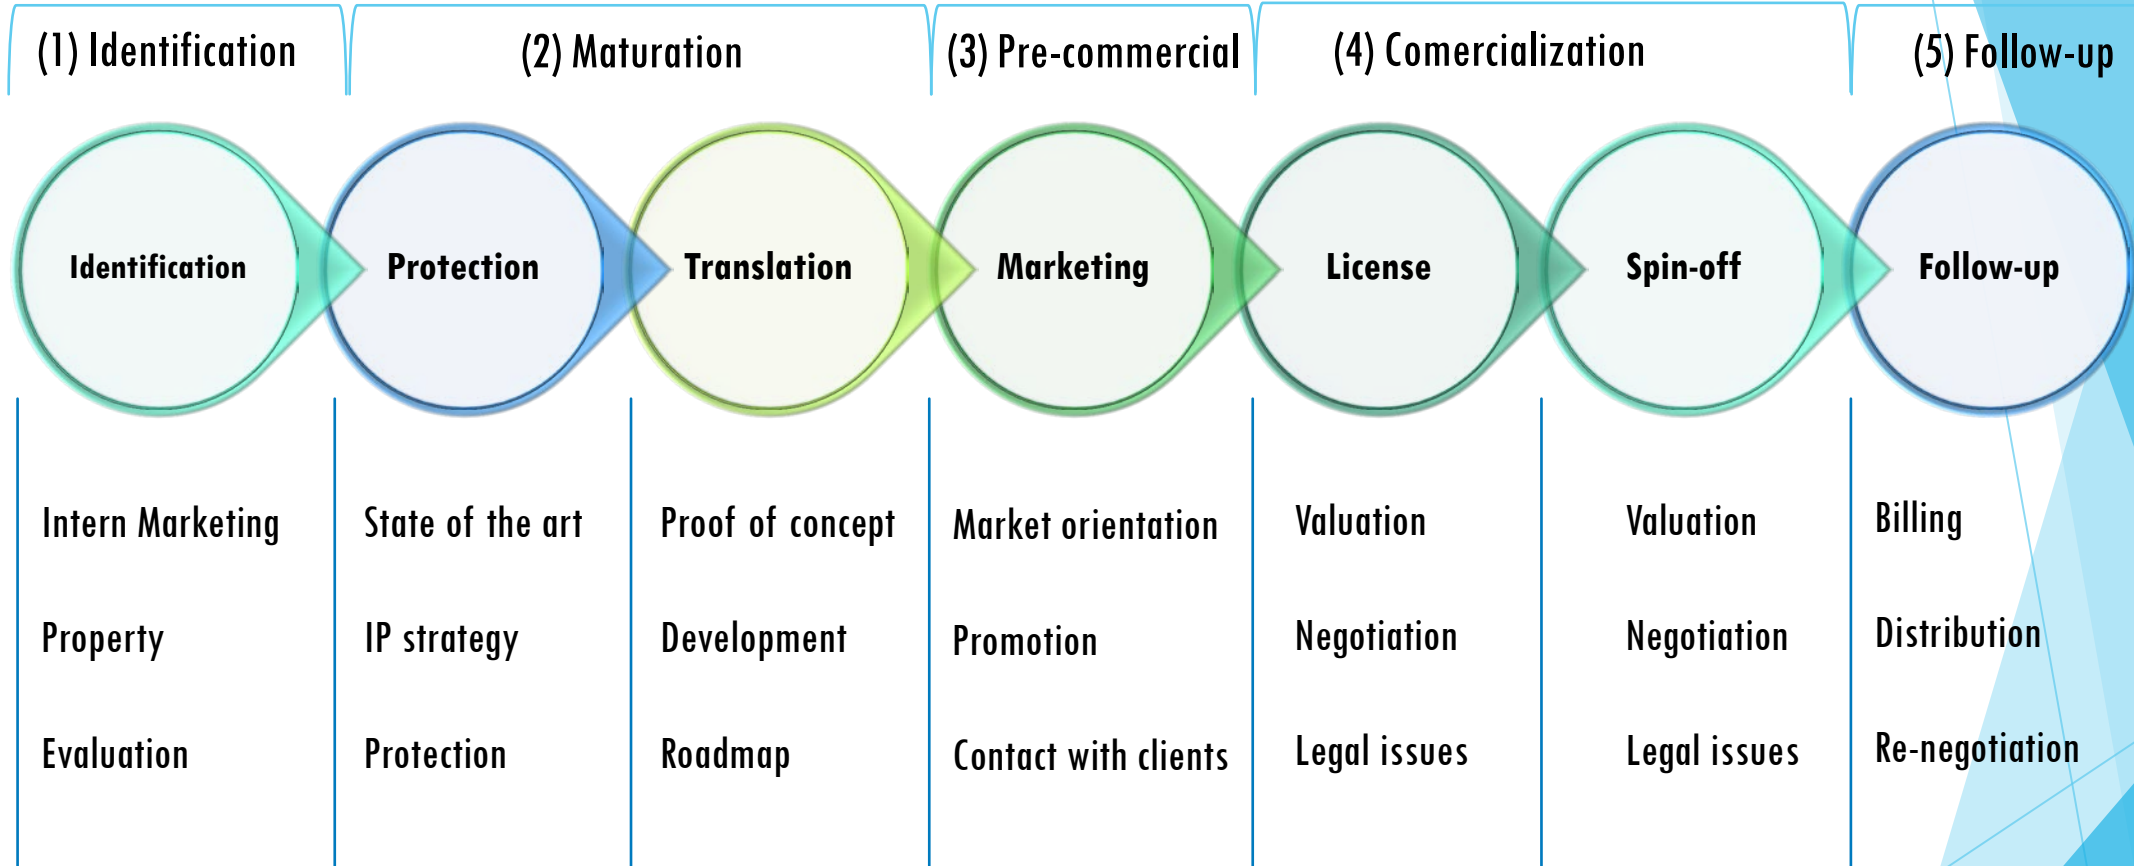 (1) Identification
(2) Maturation
(3) Pre-commercial
(4) Comercialization
(5) Follow-up
Identification
Protection
Translation
Marketing
License
Spin-off
Follow-up
Intern Marketing
Property
Evaluation
State of the art
IP strategy
Protection
Proof of concept
Development
Roadmap
Market orientation
Promotion
Contact with clients
Valuation
Negotiation
Legal issues
Valuation
Negotiation
Legal issues
Billing
Distribution
Re-negotiation